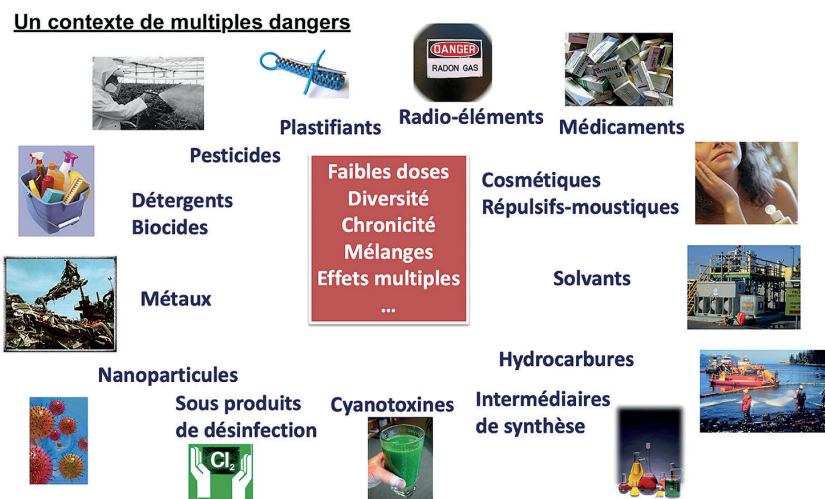 Un contexte de multiples dangers
DANGER
RADON GAS
Plastifiants
Radio-éléments
Médicaments
Pesticides
Faibles doses
Diversité
Chronicité
Mélanges
Effets multiples
...
Cosmétiques
Répulsifs-moustiques
Détergents
Biocides
Métaux
Solvants
Nanoparticules
Hydrocarbures
Sous produits
de désinfection
Cyanotoxines
Intermédiaires
de synthèse
Cl2